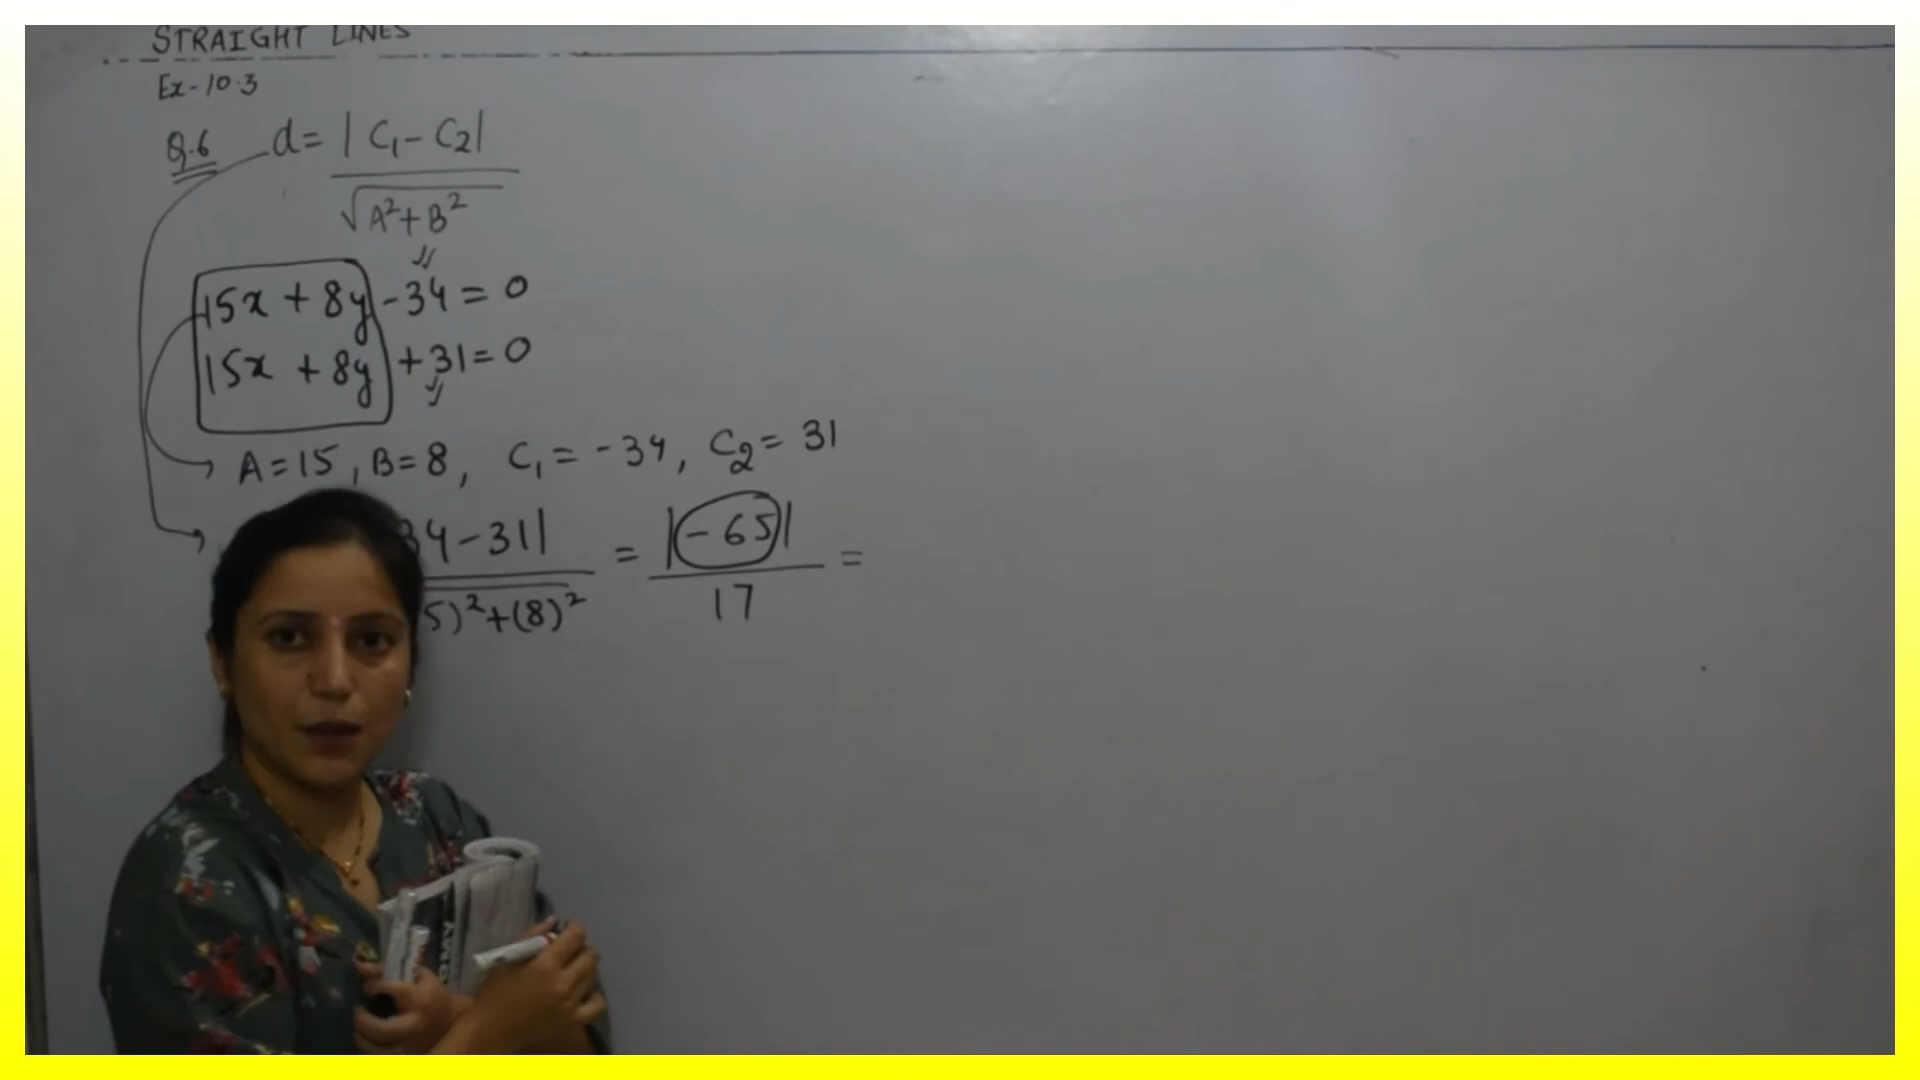 STRAIGHT LINES
Ex-10.3
Q.6 d= |C₁-C₂|
√A²+B²
15x + 8y -34 = 0
15x + 8y +31 = 0
A=15, B=8, C₁ = -34, C₂ = 31
34-31| = |-65| =
5)²+(8)² 17